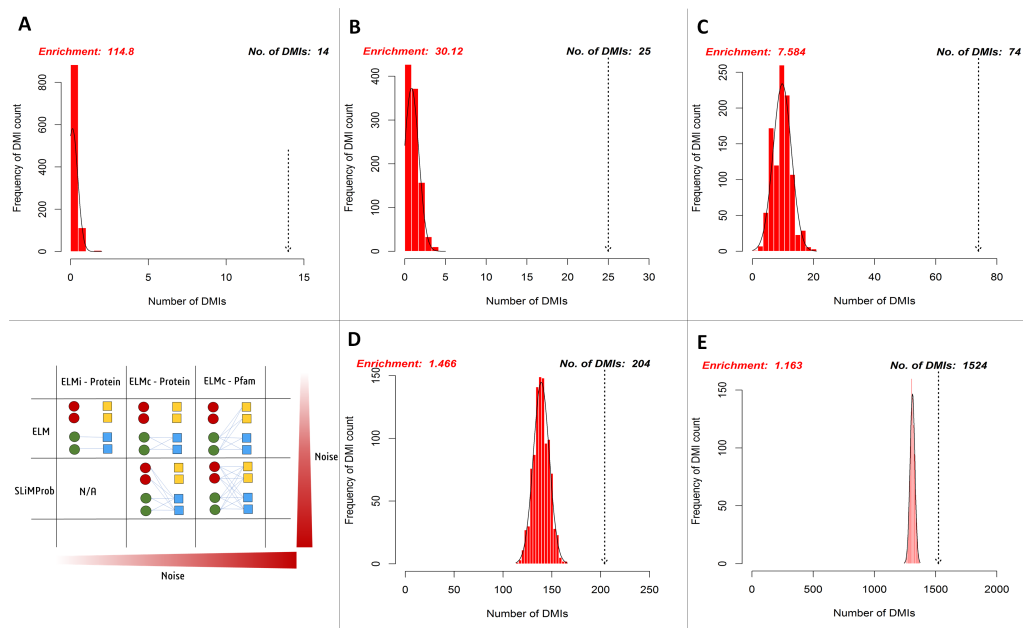 A
Enrichment: 114.8
No. of DMIs: 14
Frequency of DMI count
0
200
400
600
800
0
5
10
15
Number of DMIs
B
Enrichment: 30.12
No. of DMIs: 25
Frequency of DMI count
0
100
200
300
400
0
5
10
15
20
25
30
Number of DMIs
C
Enrichment: 7.584
No. of DMIs: 74
Frequency of DMI count
0
50
100
150
200
250
0
20
40
60
80
Number of DMIs
ELMi - Protein
ELMc - Protein
ELMc - Pfam
ELM
SLiMProb
N/A
Noise
Noise
D
Enrichment: 1.466
No. of DMIs: 204
Frequency of DMI count
0
50
100
150
0
50
100
150
200
250
Number of DMIs
E
Enrichment: 1.163
No. of DMIs: 1524
Frequency of DMI count
0
50
100
150
0
500
1000
1500
2000
Number of DMIs